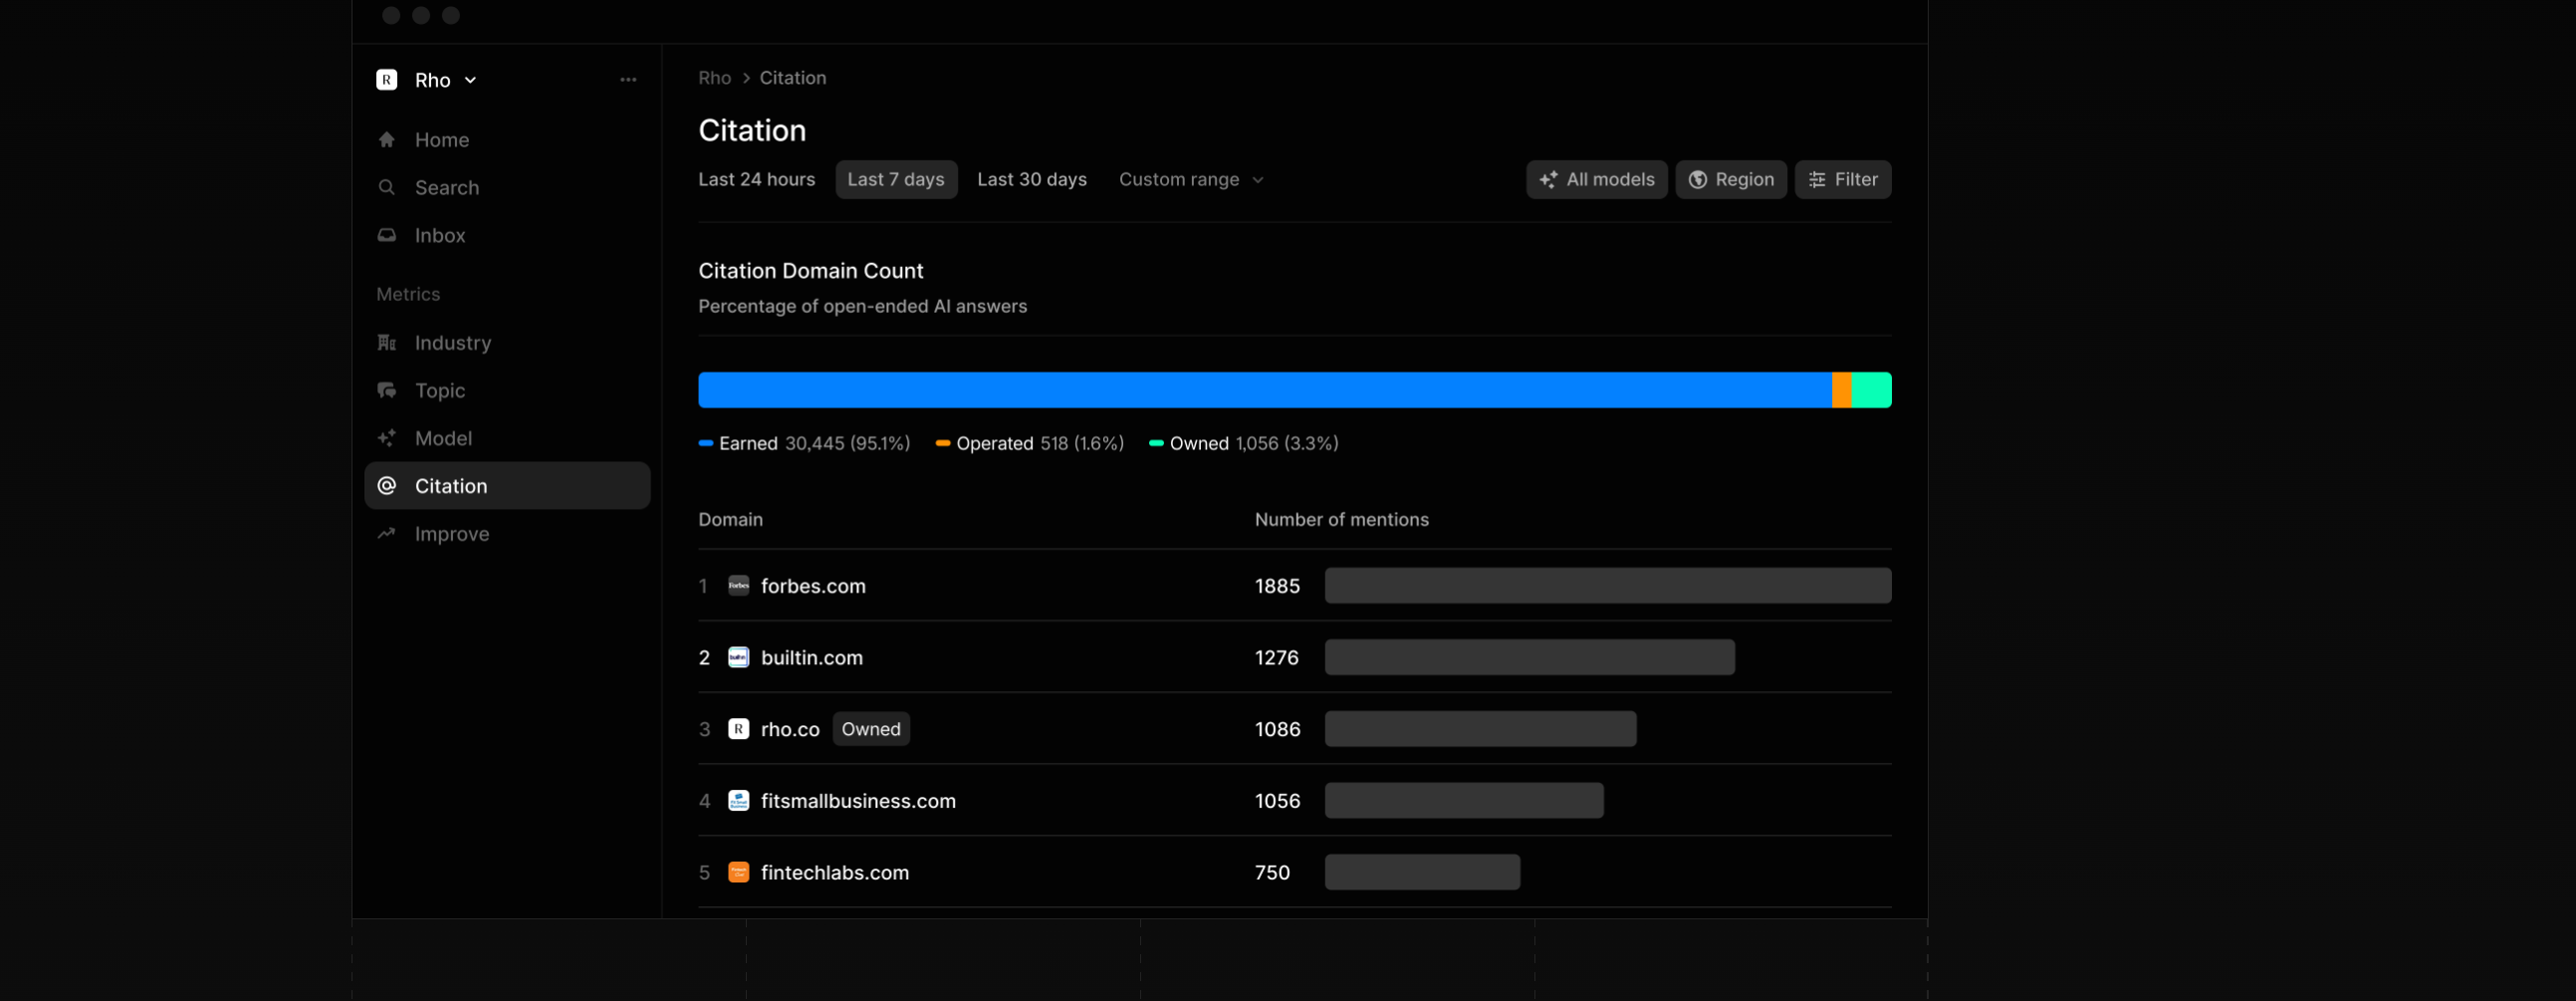 R Rho
Home
Search
Inbox
Metrics
Industry
Topic
Model
Citation
Improve
Rho > Citation
Citation
Last 24 hours Last 7 days Last 30 days Custom range
All models Region Filter
Citation Domain Count
Percentage of open-ended AI answers
Earned 30,445 (95.1%) Operated 518 (1.6%) Owned 1,056 (3.3%)
Domain Number of mentions
1 Forbes forbes.com 1885
2 builtin.com 1276
3 R rho.co Owned 1086
4 fitsmallbusiness.com 1056
5 fintechlabs.com 750